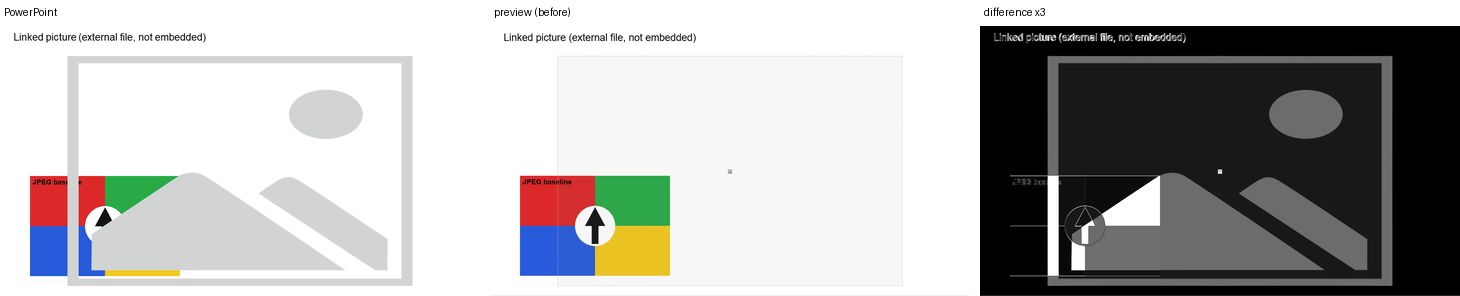 PowerPoint
preview (before)
difference x3
Linked picture (external file, not embedded)
Linked picture (external file, not embedded)
Linked picture (external file, not embedded)
JPEG baseline
JPEG baseline